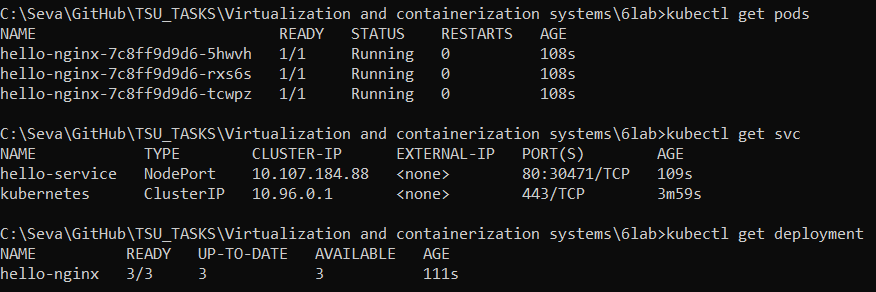 C:\Seva\GitHub\TSU_TASKS\Virtualization and containerization systems\6lab>kubectl get pods
NAME READY STATUS RESTARTS AGE
hello-nginx-7c8ff9d9d6-5hwvh 1/1 Running 0 108s
hello-nginx-7c8ff9d9d6-rxs6s 1/1 Running 0 108s
hello-nginx-7c8ff9d9d6-tcwpz 1/1 Running 0 108s
C:\Seva\GitHub\TSU_TASKS\Virtualization and containerization systems\6lab>kubectl get svc
NAME TYPE CLUSTER-IP EXTERNAL-IP PORT(S) AGE
hello-service NodePort 10.107.184.88 <none> 80:30471/TCP 109s
kubernetes ClusterIP 10.96.0.1 <none> 443/TCP 3m59s
C:\Seva\GitHub\TSU_TASKS\Virtualization and containerization systems\6lab>kubectl get deployment
NAME READY UP-TO-DATE AVAILABLE AGE
hello-nginx 3/3 3 3 111s